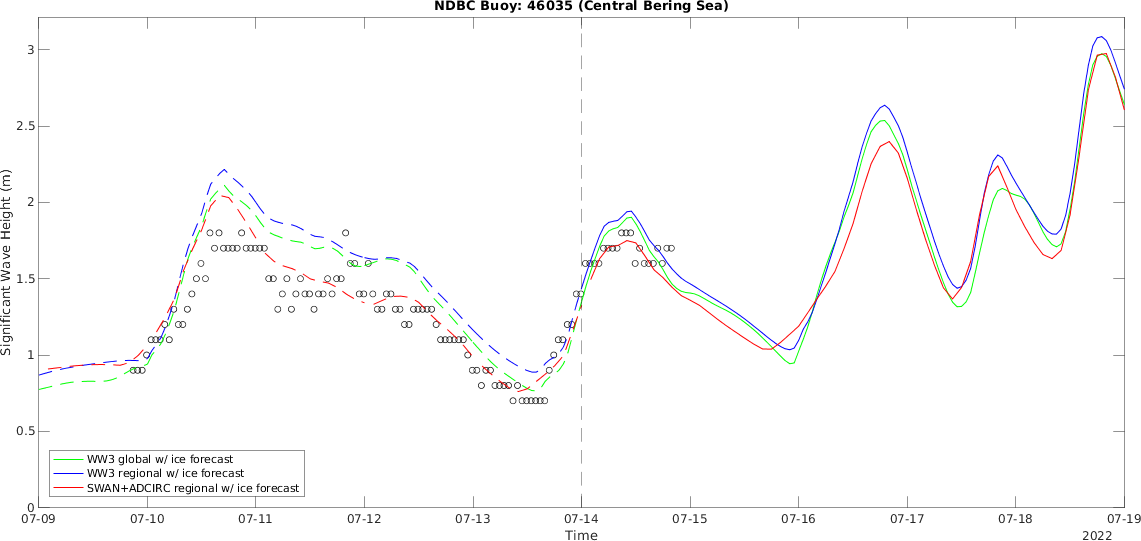 NDBC Buoy: 46035 (Central Bering Sea)
Significant Wave Height (m)
3
2.5
2
1.5
1
0.5
0
WW3 global w/ ice forecast
WW3 regional w/ ice forecast
SWAN+ADCIRC regional w/ ice forecast
07-09 07-10 07-11 07-12 07-13 07-14 07-15 07-16 07-17 07-18 07-19
Time
2022